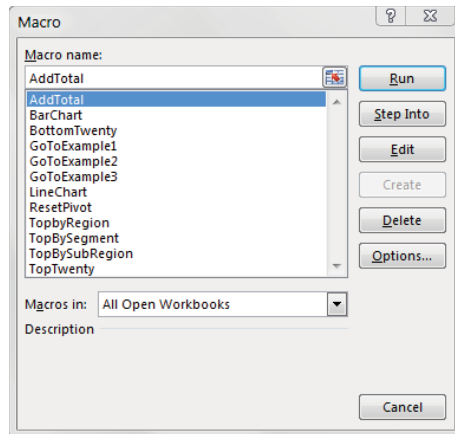 Macro
?
Macro name:
AddTotal
Run
AddTotal
BarChart
BottomTwenty
GoToExample1
GoToExample2
GoToExample3
LineChart
ResetPivot
TopbyRegion
TopBySegment
TopBySubRegion
TopTwenty
Step Into
Edit
Create
Delete
Options...
Macros in: All Open Workbooks
Description
Cancel